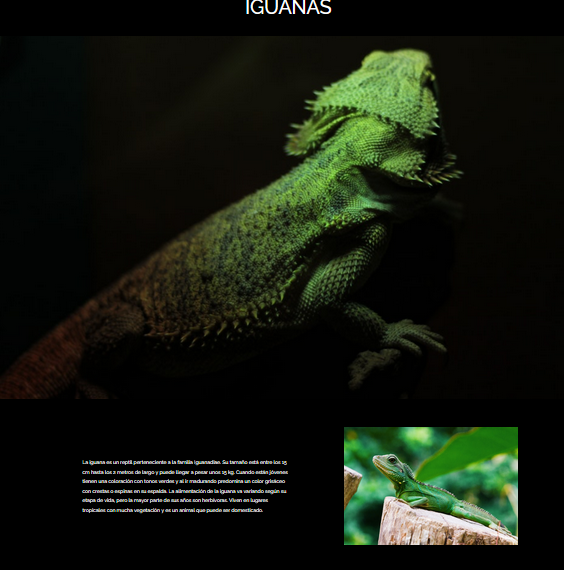 IGUANAS
La iguana es un reptil perteneciente a la familia iguanadiae. Su tamaño está entre los 15
cm hasta los 2 metros de largo y puede llegar a pesar unos 15 kg. Cuando están jóvenes
tienen una coloración con tonos verdes y al ir madurando predomina un color grisáceo
con crestas o espinas en su espalda. La alimentación de la iguana va variando según su
etapa de vida, pero la mayor parte de sus años son herbívoras. Viven en lugares
tropicales con mucha vegetación y es un animal que puede ser domesticado.